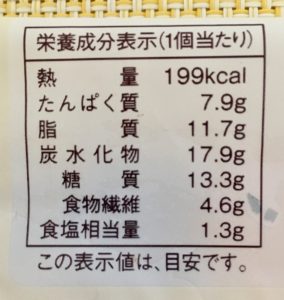 栄養成分表示(1個当たり)
熱量 199kcal
たんぱく質 7.9g
脂質 11.7g
炭水化物 17.9g
糖質 13.3g
食物繊維 4.6g
食塩相当量 1.3g
この表示値は、目安です。